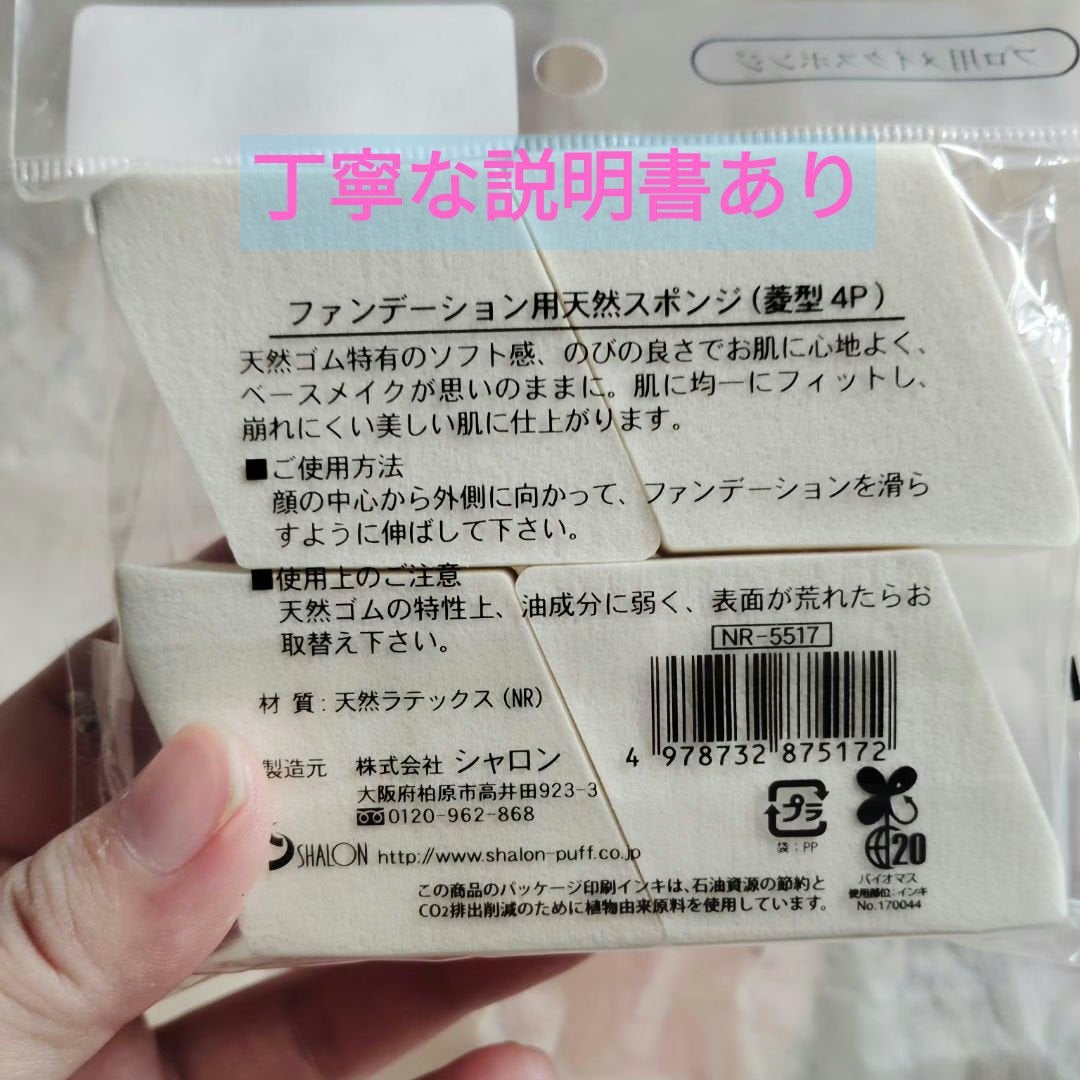 プロ用メイクスポンジ
丁寧な説明書あり
ファンデーション用天然スポンジ(菱型4P)
天然ゴム特有のソフト感、のびの良さでお肌に心地よく、
ベースメイクが思いのままに。肌に均一にフィットし、
崩れにくい美しい肌に仕上がります。
■ご使用方法
顔の中心から外側に向かって、ファンデーションを滑ら
すように伸ばして下さい。
■使用上のご注意
天然ゴムの特性上、油成分に弱く、表面が荒れたらお
取替え下さい。
NR-5517
材 質:天然ラテックス(NR)
4 978732 875172
製造元 株式会社 シャロン
大阪府柏原市高井田923-3
0120-962-868
プラ
袋:PP
20
バイオマス
使用部位:インキ
No.170044
SHALON http://www.shalon-puff.co.jp
この商品のパッケージ印刷インキは、石油資源の節約と
CO2排出削減のために植物由来原料を使用しています。